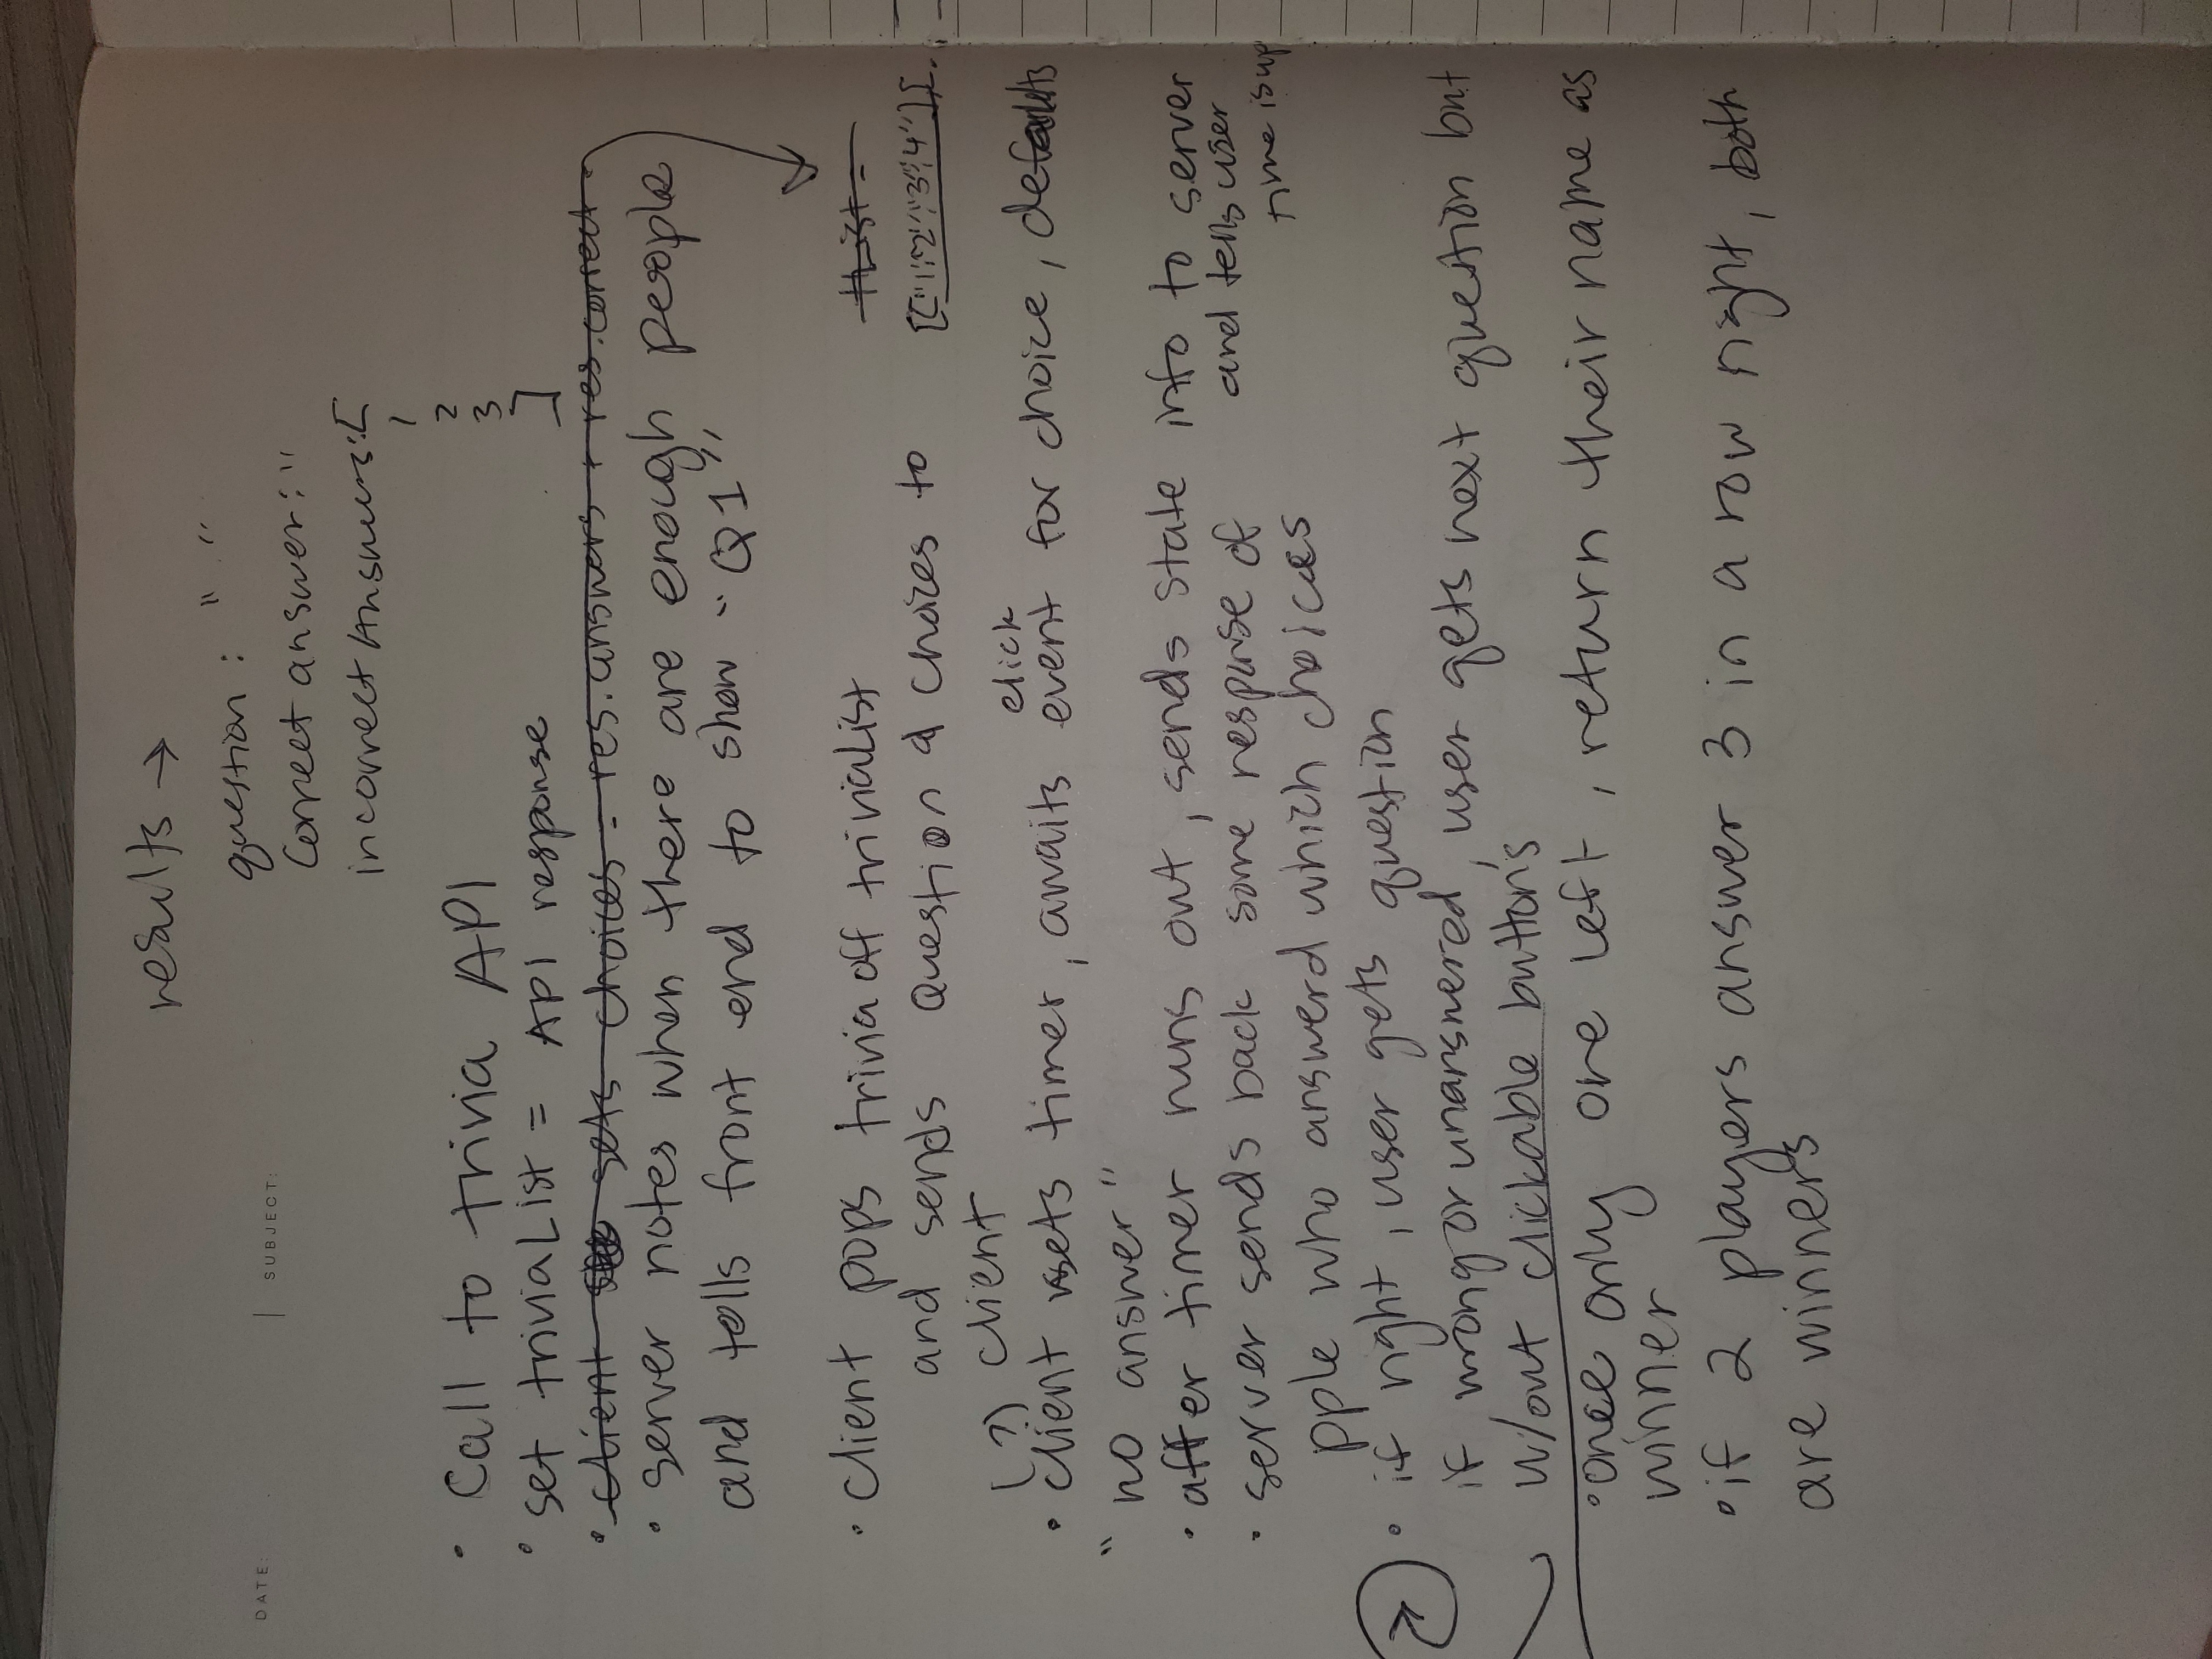 results →
question : " "
DATE:
SUBJECT:
Correct answer : "
incorrect Answers : [
1
2
3
]
• Call to trivia API
• set triviaList = API response
• client sets choices = res.answers + res.correct
• server notes when there are enough people
and tells front end to show "Q1"
• client pops trivia off triviaList
tList =
and sends Question & choices to
[["1","2","3","4"],[
(?) client
click
• client sets timer, awaits event for choice, defaults
"no answer"
• after timer runs out, sends state info to server
and tells user
time is up
• server sends back some response of
pple who answerd which choices
• if right, user gets question
if wrong or unanswered, user gets next question but
w/out clickable buttons
• once only one left, return their name as
winner
• if 2 players answer 3 in a row right, both
are winners